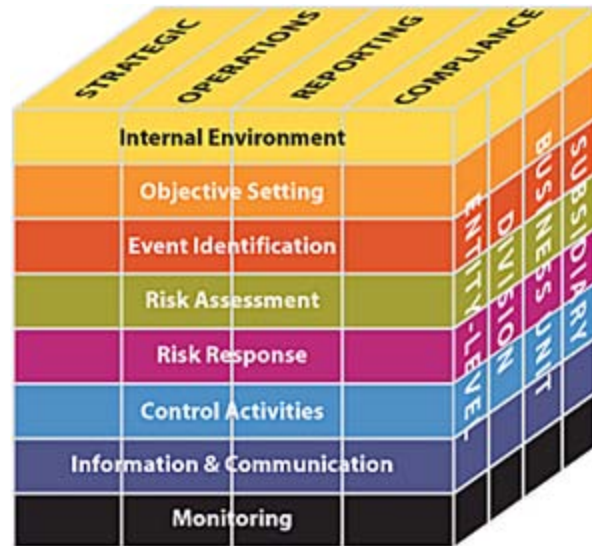 STRATEGIC
OPERATIONS
REPORTING
COMPLIANCE
Internal Environment
Objective Setting
Event Identification
Risk Assessment
Risk Response
Control Activities
Information & Communication
Monitoring
ENTITY-LEVEL
DIVISION
BUSINESS UNIT
SUBSIDIARY